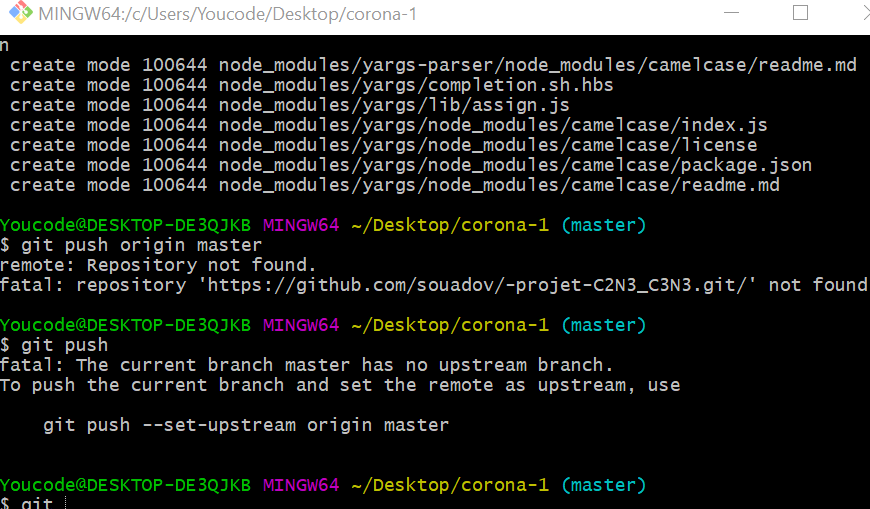 MINGW64:/c/Users/Youcode/Desktop/corona-1
n
create mode 100644 node_modules/yargs-parser/node_modules/camelcase/readme.md
create mode 100644 node_modules/yargs/completion.sh.hbs
create mode 100644 node_modules/yargs/lib/assign.js
create mode 100644 node_modules/yargs/node_modules/camelcase/index.js
create mode 100644 node_modules/yargs/node_modules/camelcase/license
create mode 100644 node_modules/yargs/node_modules/camelcase/package.json
create mode 100644 node_modules/yargs/node_modules/camelcase/readme.md
Youcode@DESKTOP-DE3QJKB MINGW64 ~/Desktop/corona-1 (master)
$ git push origin master
remote: Repository not found.
fatal: repository 'https://github.com/souadov/-projet-C2N3_C3N3.git/' not found
Youcode@DESKTOP-DE3QJKB MINGW64 ~/Desktop/corona-1 (master)
$ git push
fatal: The current branch master has no upstream branch.
To push the current branch and set the remote as upstream, use
git push --set-upstream origin master
Youcode@DESKTOP-DE3QJKB MINGW64 ~/Desktop/corona-1 (master)
$ git